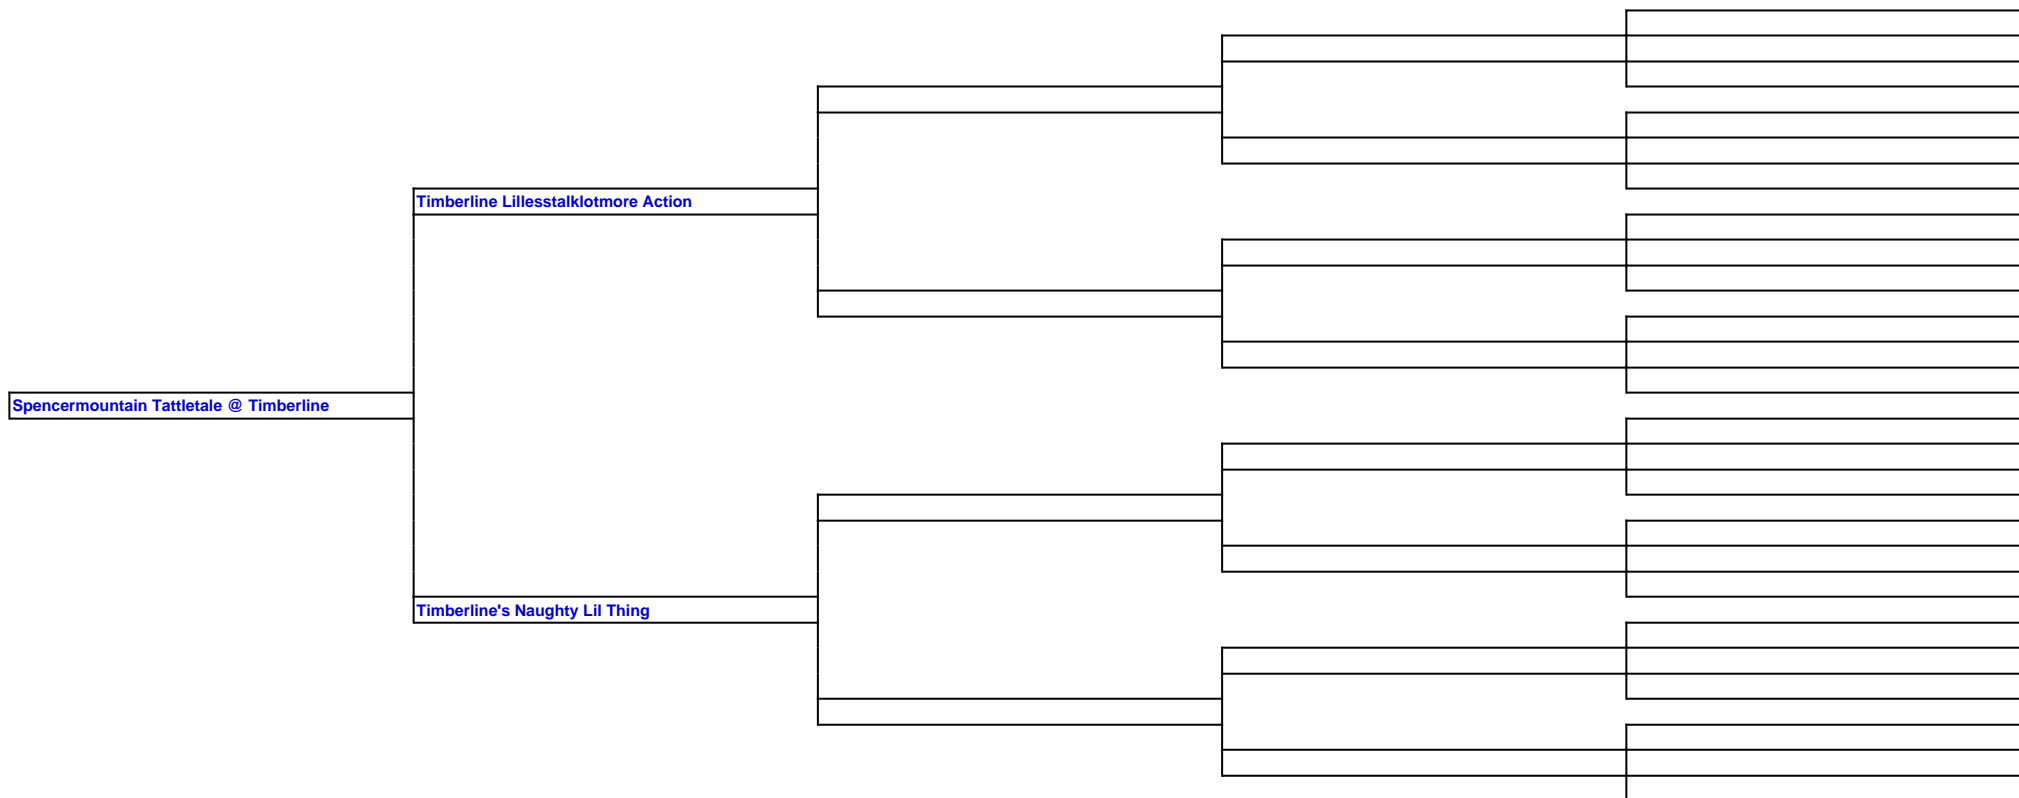 Timberline Lillesstalklotmore Action
Spencermountain Tattletale @ Timberline
Timberline's Naughty Lil Thing